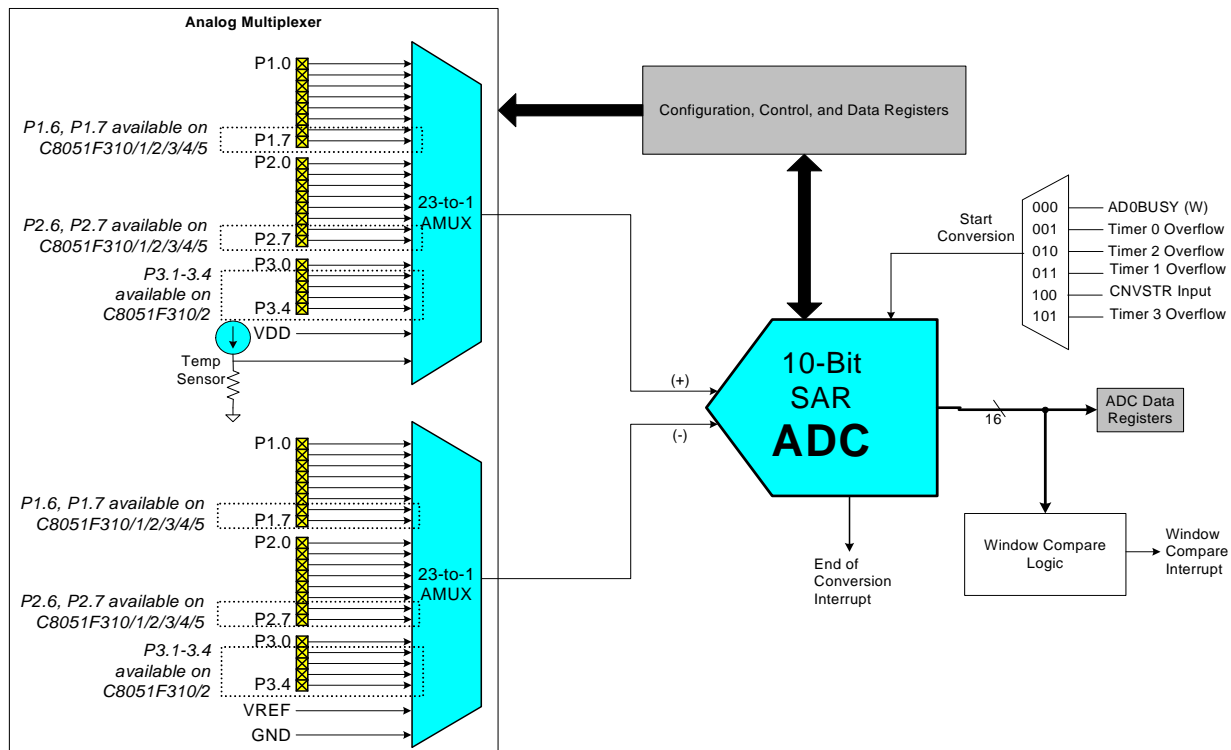 Analog Multiplexer
P1.0
P1.6, P1.7 available on
C8051F310/1/2/3/4/5
P1.7
P2.0
P2.6, P2.7 available on
C8051F310/1/2/3/4/5
P2.7
P3.0
P3.1-3.4
available on
C8051F310/2
P3.4
VDD
Temp
Sensor
23-to-1
AMUX
P1.0
P1.6, P1.7 available on
C8051F310/1/2/3/4/5
P1.7
P2.0
P2.6, P2.7 available on
C8051F310/1/2/3/4/5
P2.7
P3.0
P3.1-3.4
available on
C8051F310/2
P3.4
VREF
GND
23-to-1
AMUX
Configuration, Control, and Data Registers
Start
Conversion
000 AD0BUSY (W)
001 Timer 0 Overflow
010 Timer 2 Overflow
011 Timer 1 Overflow
100 CNVSTR Input
101 Timer 3 Overflow
(+)
(-)
10-Bit
SAR
ADC
16
ADC Data
Registers
End of
Conversion
Interrupt
Window Compare
Logic
Window
Compare
Interrupt